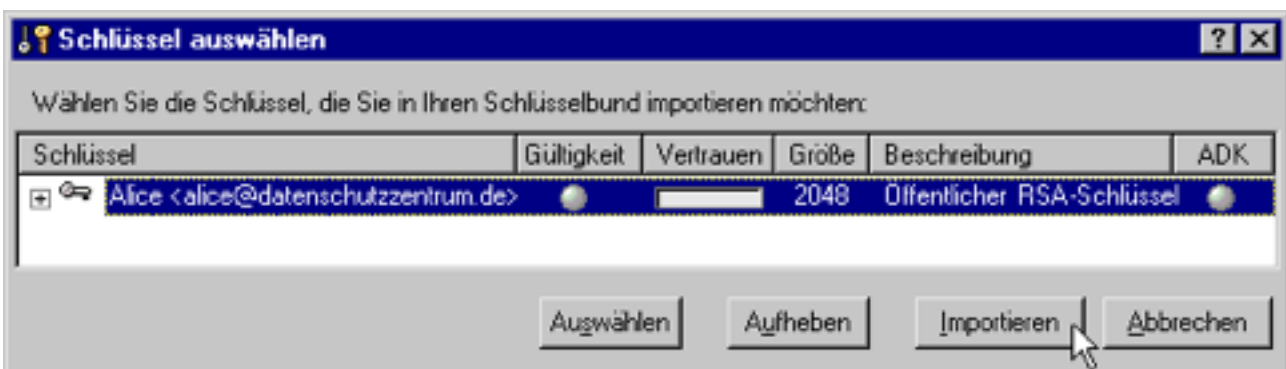 Schlüssel auswählen
Wählen Sie die Schlüssel, die Sie in Ihren Schlüsselbund importieren möchten:
Schlüssel Gültigkeit Vertrauen Größe Beschreibung ADK
Alice <alice@datenschutzzentrum.de> 2048 Öffentlicher RSA-Schlüssel
Auswählen Aufheben Importieren Abbrechen